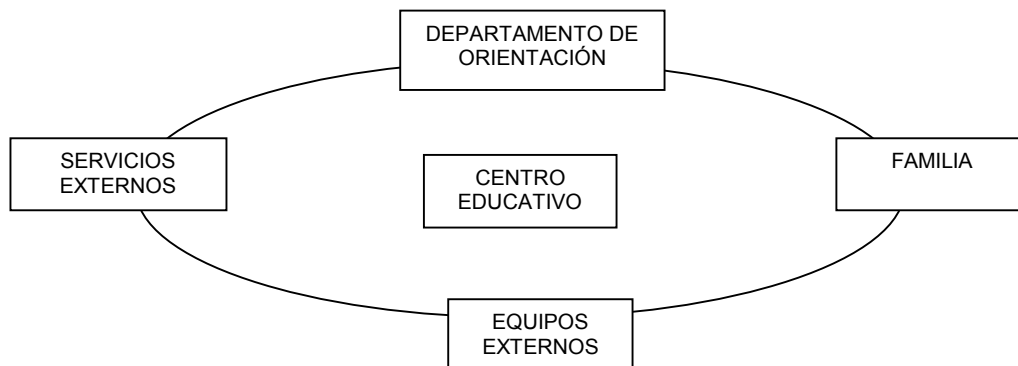 DEPARTAMENTO DE
ORIENTACIÓN
SERVICIOS
EXTERNOS
CENTRO
EDUCATIVO
FAMILIA
EQUIPOS
EXTERNOS